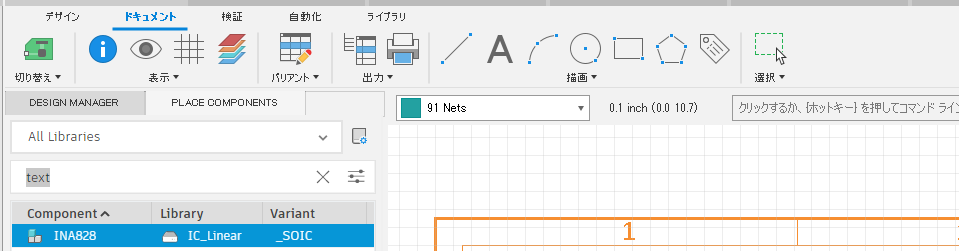 デザイン ドキュメント 検証 自動化 ライブラリ
A
切り替え▼ 表示▼ バリアント▼ 出力▼ 描画▼ 選択▼
DESIGN MANAGER PLACE COMPONENTS
91 Nets 0.1 inch (0.0 10.7) クリックするか、{ホットキー} を押してコマンド ライン
All Libraries
text
Component Library Variant
INA828 IC_Linear _SOIC
1